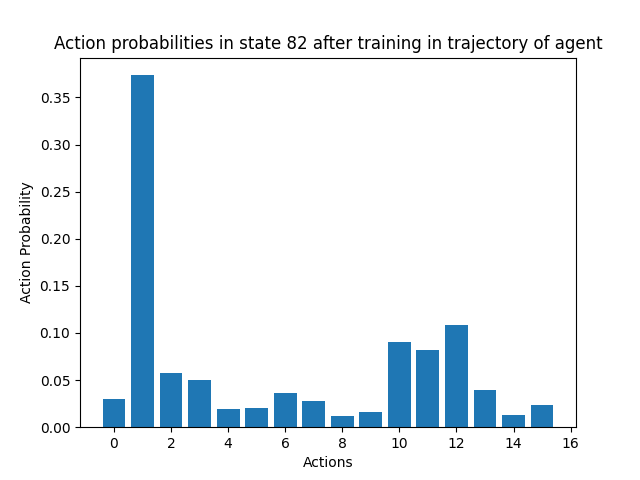 Action probabilities in state 82 after training in trajectory of agent
0.35
0.30
0.25
0.20
0.15
0.10
0.05
0.00
Action Probability
0 2 4 6 8 10 12 14 16
Actions